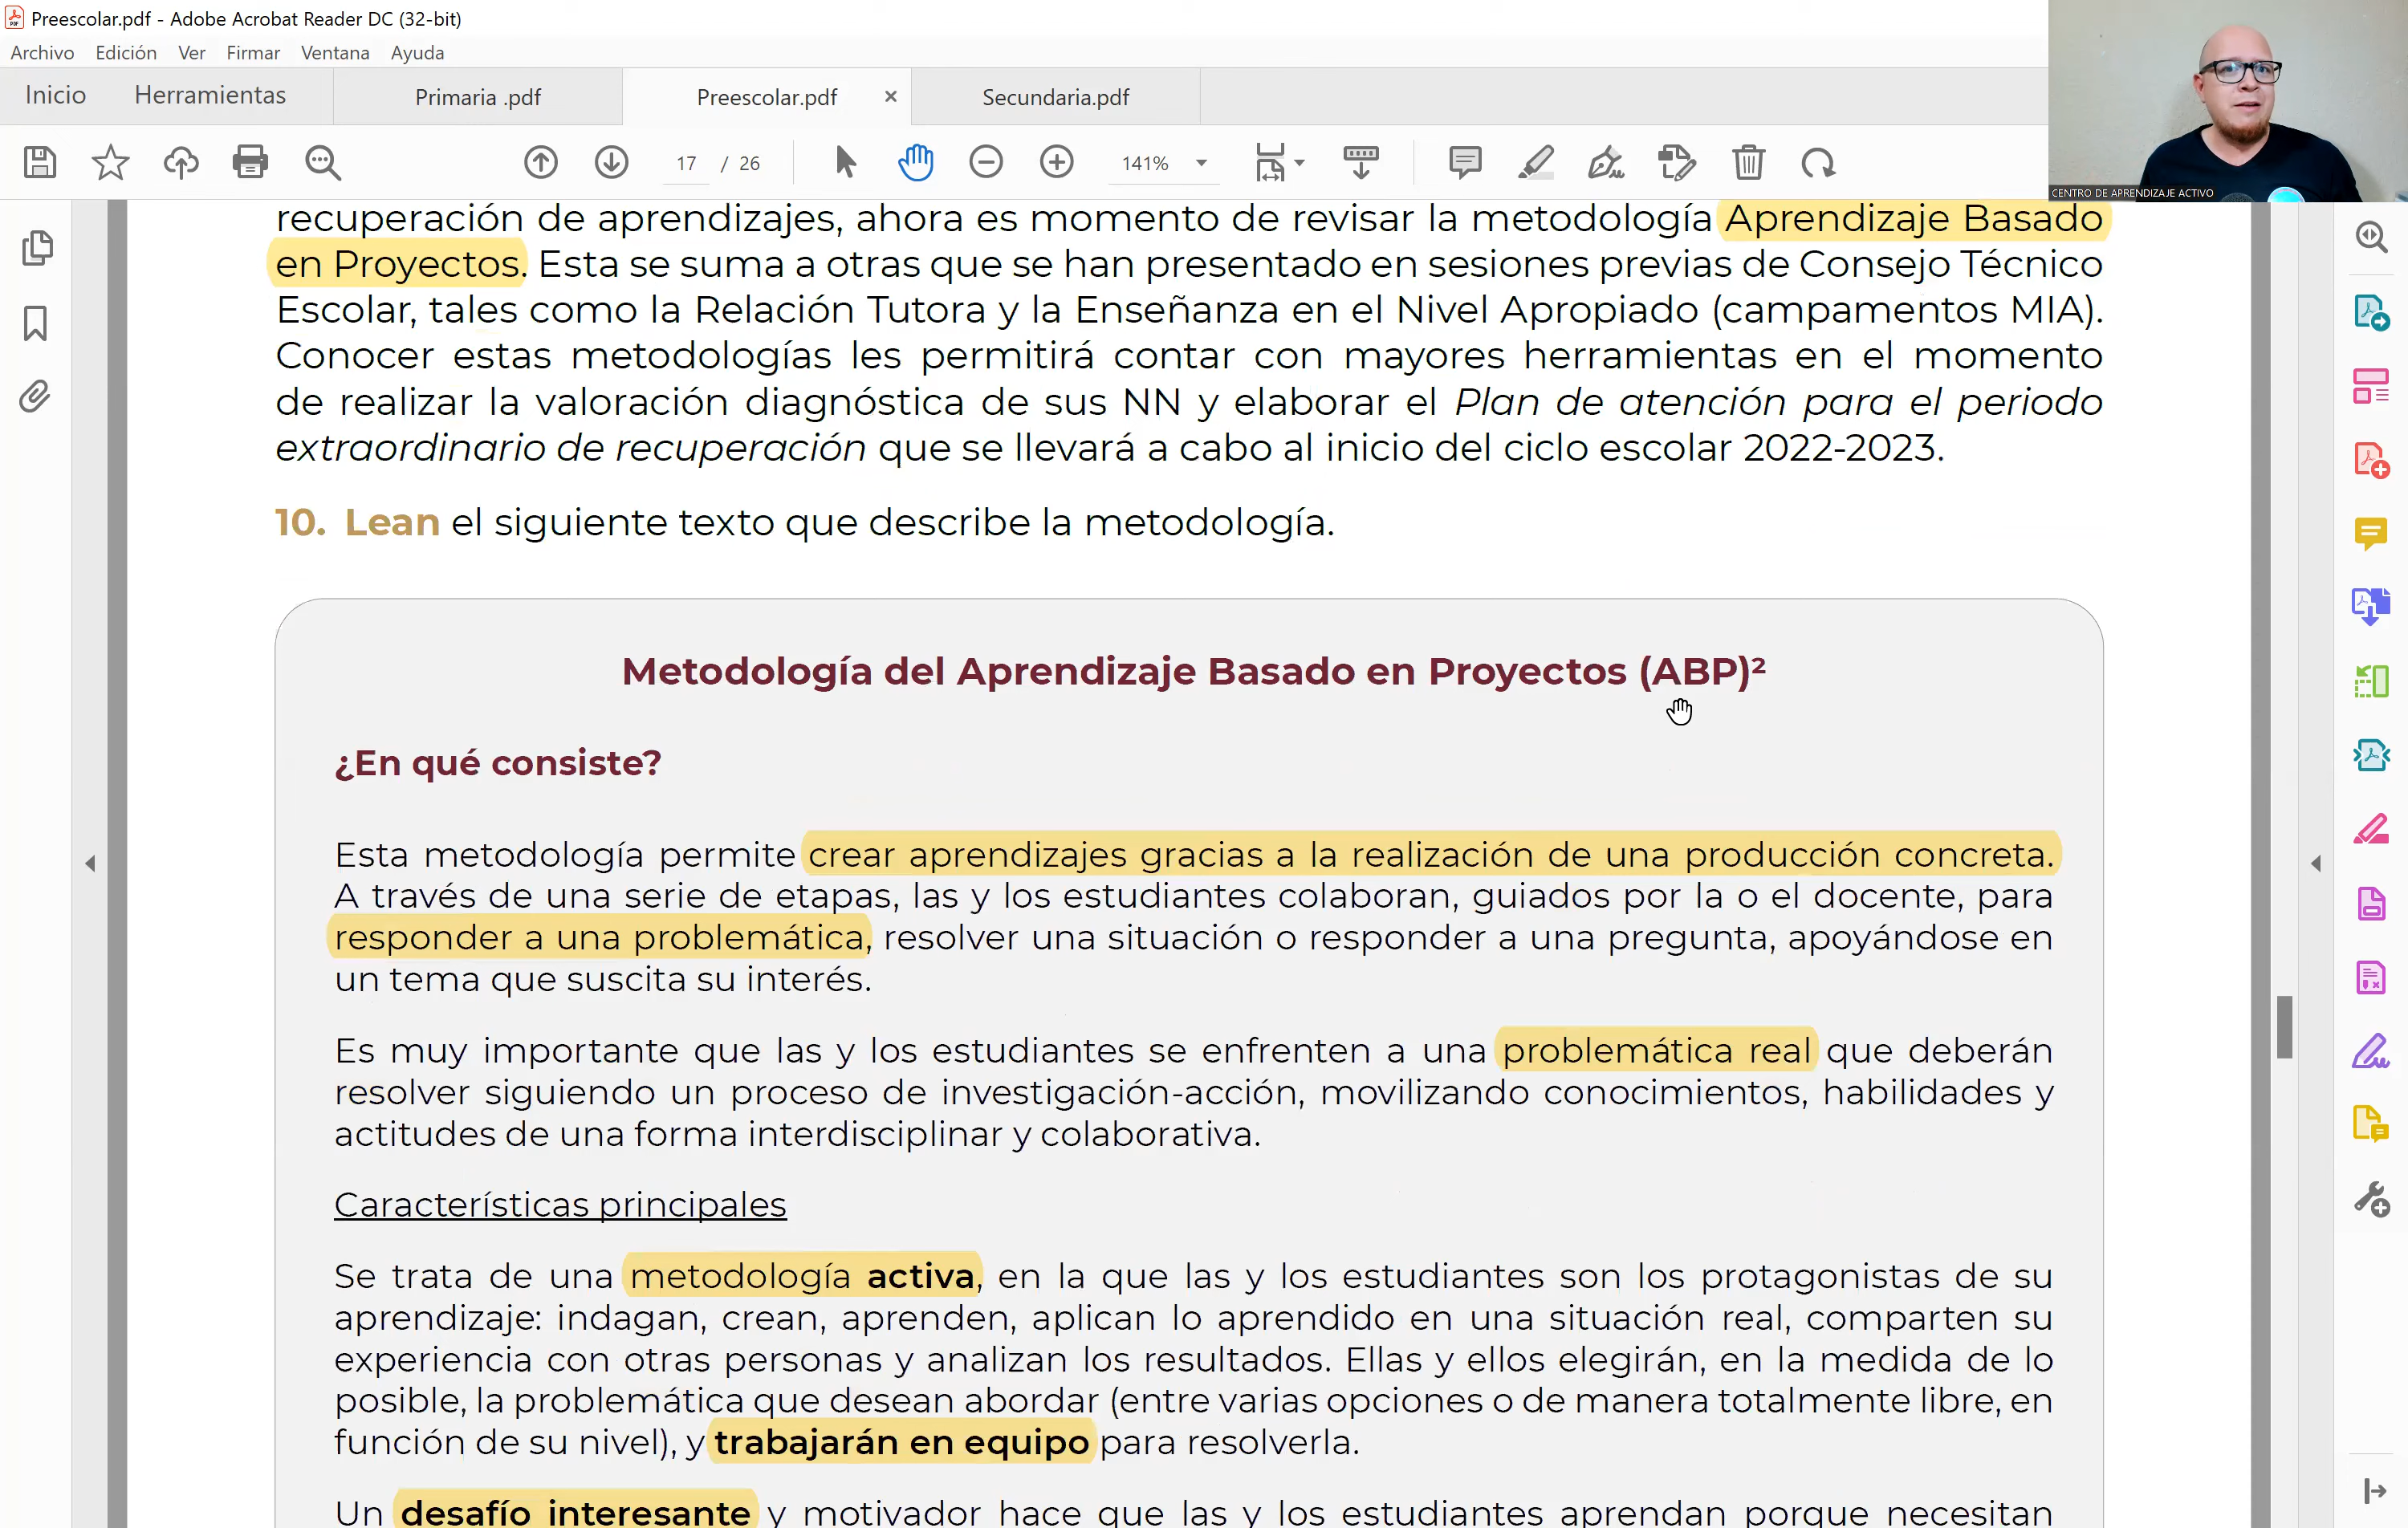 Preescolar.pdf - Adobe Acrobat Reader DC (32-bit)
Archivo Edición Ver Firmar Ventana Ayuda
Inicio Herramientas Primaria .pdf Preescolar.pdf × Secundaria.pdf
17 / 26 141%
CENTRO DE APRENDIZAJE ACTIVO
recuperación de aprendizajes, ahora es momento de revisar la metodología Aprendizaje Basado
en Proyectos. Esta se suma a otras que se han presentado en sesiones previas de Consejo Técnico
Escolar, tales como la Relación Tutora y la Enseñanza en el Nivel Apropiado (campamentos MIA).
Conocer estas metodologías les permitirá contar con mayores herramientas en el momento
de realizar la valoración diagnóstica de sus NN y elaborar el Plan de atención para el periodo
extraordinario de recuperación que se llevará a cabo al inicio del ciclo escolar 2022-2023.
10. Lean el siguiente texto que describe la metodología.
Metodología del Aprendizaje Basado en Proyectos (ABP)²
¿En qué consiste?
Esta metodología permite crear aprendizajes gracias a la realización de una producción concreta.
A través de una serie de etapas, las y los estudiantes colaboran, guiados por la o el docente, para
responder a una problemática, resolver una situación o responder a una pregunta, apoyándose en
un tema que suscita su interés.
Es muy importante que las y los estudiantes se enfrenten a una problemática real que deberán
resolver siguiendo un proceso de investigación-acción, movilizando conocimientos, habilidades y
actitudes de una forma interdisciplinar y colaborativa.
Características principales
Se trata de una metodología activa, en la que las y los estudiantes son los protagonistas de su
aprendizaje: indagan, crean, aprenden, aplican lo aprendido en una situación real, comparten su
experiencia con otras personas y analizan los resultados. Ellas y ellos elegirán, en la medida de lo
posible, la problemática que desean abordar (entre varias opciones o de manera totalmente libre, en
función de su nivel), y trabajarán en equipo para resolverla.
Un desafío interesante y motivador hace que las y los estudiantes aprendan porque necesitan